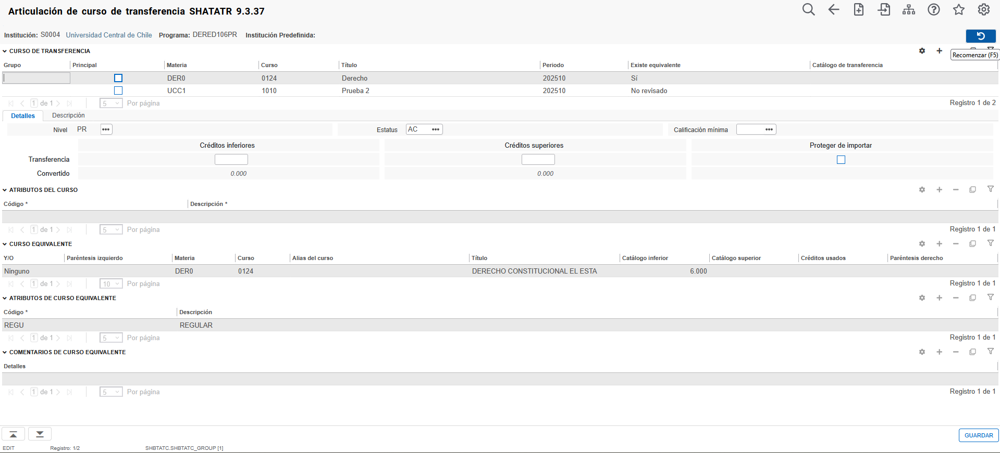 Articulación de curso de transferencia SHATATR 9.3.37
Institución: S0004 Universidad Central de Chile Programa: DERED106PR Institución Predefinida:
CURSO DE TRANSFERENCIA
Recomenzar (F5)
Grupo Principal Materia Curso Título Periodo Existe equivalente Catálogo de transferencia
DER0 0124 Derecho 202510 Sí
UCC1 1010 Prueba 2 202510 No revisado
1 de 1 5 Por página Registro 1 de 2
Detalles Descripción
Nivel PR Estatus AC Calificación mínima
Créditos inferiores Créditos superiores Proteger de importar
Transferencia
Convertido 0.000 0.000
ATRIBUTOS DEL CURSO
Código * Descripción *
1 de 1 5 Por página Registro 1 de 1
CURSO EQUIVALENTE
Y/O Paréntesis izquierdo Materia Curso Alias del curso Título Catálogo inferior Catálogo superior Créditos usados Paréntesis derecho
Ninguno DER0 0124 DERECHO CONSTITUCIONAL EL ESTA 6.000
1 de 1 10 Por página Registro 1 de 1
ATRIBUTOS DE CURSO EQUIVALENTE
Código * Descripción
REGU REGULAR
1 de 1 5 Por página Registro 1 de 1
COMENTARIOS DE CURSO EQUIVALENTE
Detalles
1 de 1 5 Por página Registro 1 de 1
GUARDAR
EDIT Registro: 1/2 SHBTATC.SHBTATC_GROUP [1]